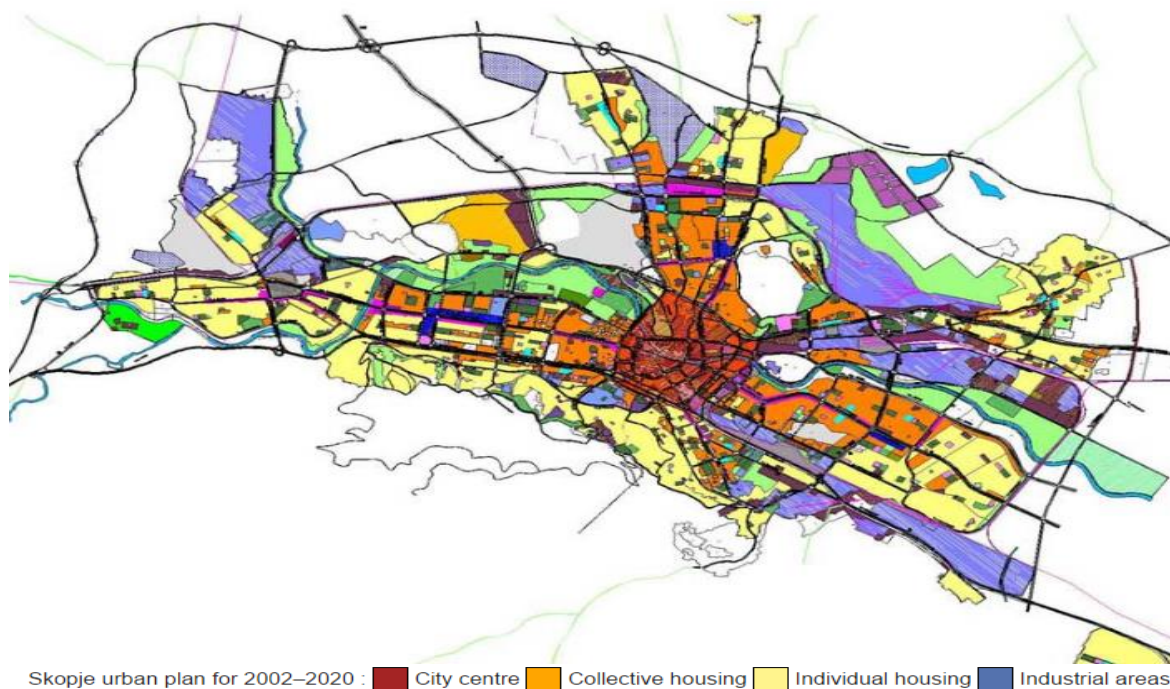 Skopje urban plan for 2002–2020 : City centre Collective housing Individual housing Industrial areas